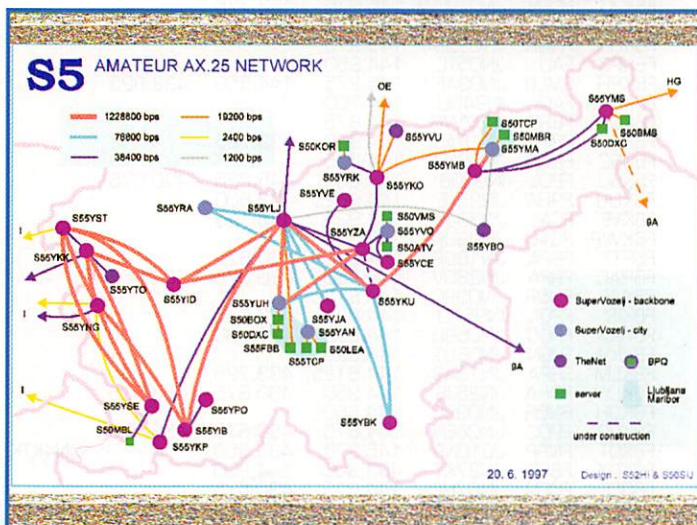 S5 AMATEUR AX.25 NETWORK
1228800 bps
19200 bps
76800 bps
2400 bps
38400 bps
1200 bps
OE
HG
S55YMS
S50TCP
S50MBR
S55YMA
S50BMS
S50DXC
S55YVU
S50KOR
S55YRK
S55YKO
S55YMB
S55YVE
9A
S55YRA
S55YLJ
S50VMS
S55YVO
S55YZA
S50ATV
S55YCE
S55YBO
S55YST
I
S55YKK
S55YTO
S55YID
S55YKU
I
S55YNG
S55YUH
S50BOX
S55YJA
S50DXC
S55YAN
S55FBB
S50LEA
S55TCP
9A
I
S55YSE
S55YPO
S50MBL
S55YIB
S55YKP
S55YBK
SuperVozelj - backbone
SuperVozelj - city
TheNet
BPQ
server
Ljubljana
Maribor
under construction
20. 6. 1997
Design : S52HI & S56SIJ